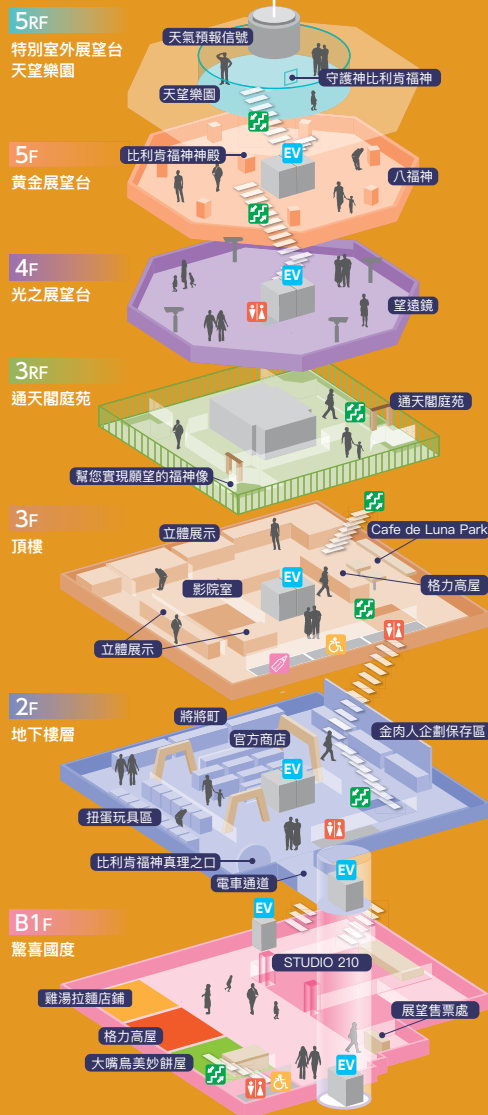 5RF
特別室外展望台
天望樂園
天氣預報信號
守護神比利肯福神
天望樂園
5F
黃金展望台
比利肯福神神殿
EV
八福神
4F
光之展望台
EV
望遠鏡
3RF
通天閣庭苑
通天閣庭苑
幫您實現願望的福神像
3F
頂樓
立體展示
Cafe de Luna Park
影院室
EV
格力高屋
立體展示
2F
地下樓層
將將町
官方商店
金肉人企劃保存區
EV
扭蛋玩具區
比利肯福神真理之口
電車通道
EV
B1F
驚喜國度
EV
STUDIO 210
雞湯拉麵店舖
展望售票處
格力高屋
大嘴鳥美妙餅屋
EV